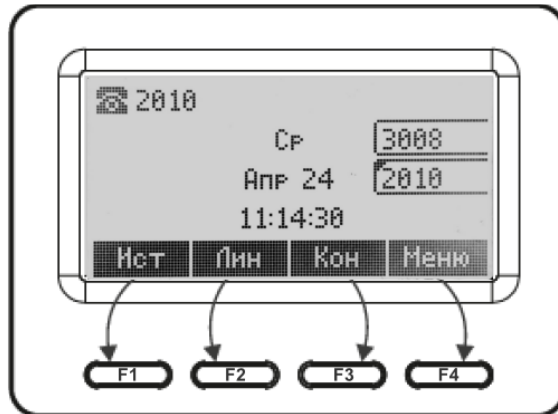 2010
Ср 3008
Апр 24 2010
11:14:30
Ист Лин Кон Меню
F1 F2 F3 F4